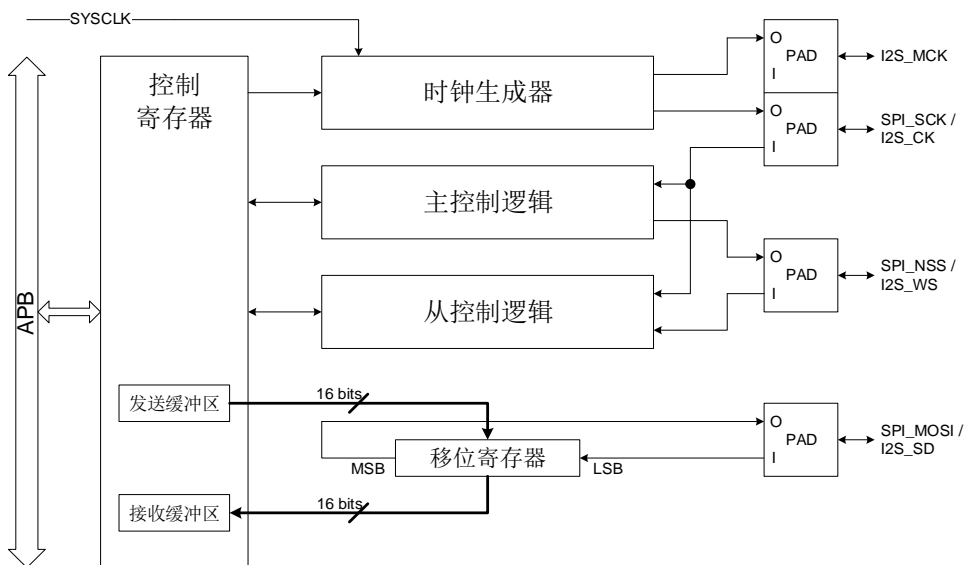 SYSCLK
APB
控制
寄存器
时钟生成器
O
PAD
I
I2S_MCK
O
PAD
I
SPI_SCK /
I2S_CK
主控制逻辑
O
PAD
I
SPI_NSS /
I2S_WS
从控制逻辑
发送缓冲区
16 bits
O
PAD
I
SPI_MOSI /
I2S_SD
MSB
移位寄存器
LSB
接收缓冲区
16 bits